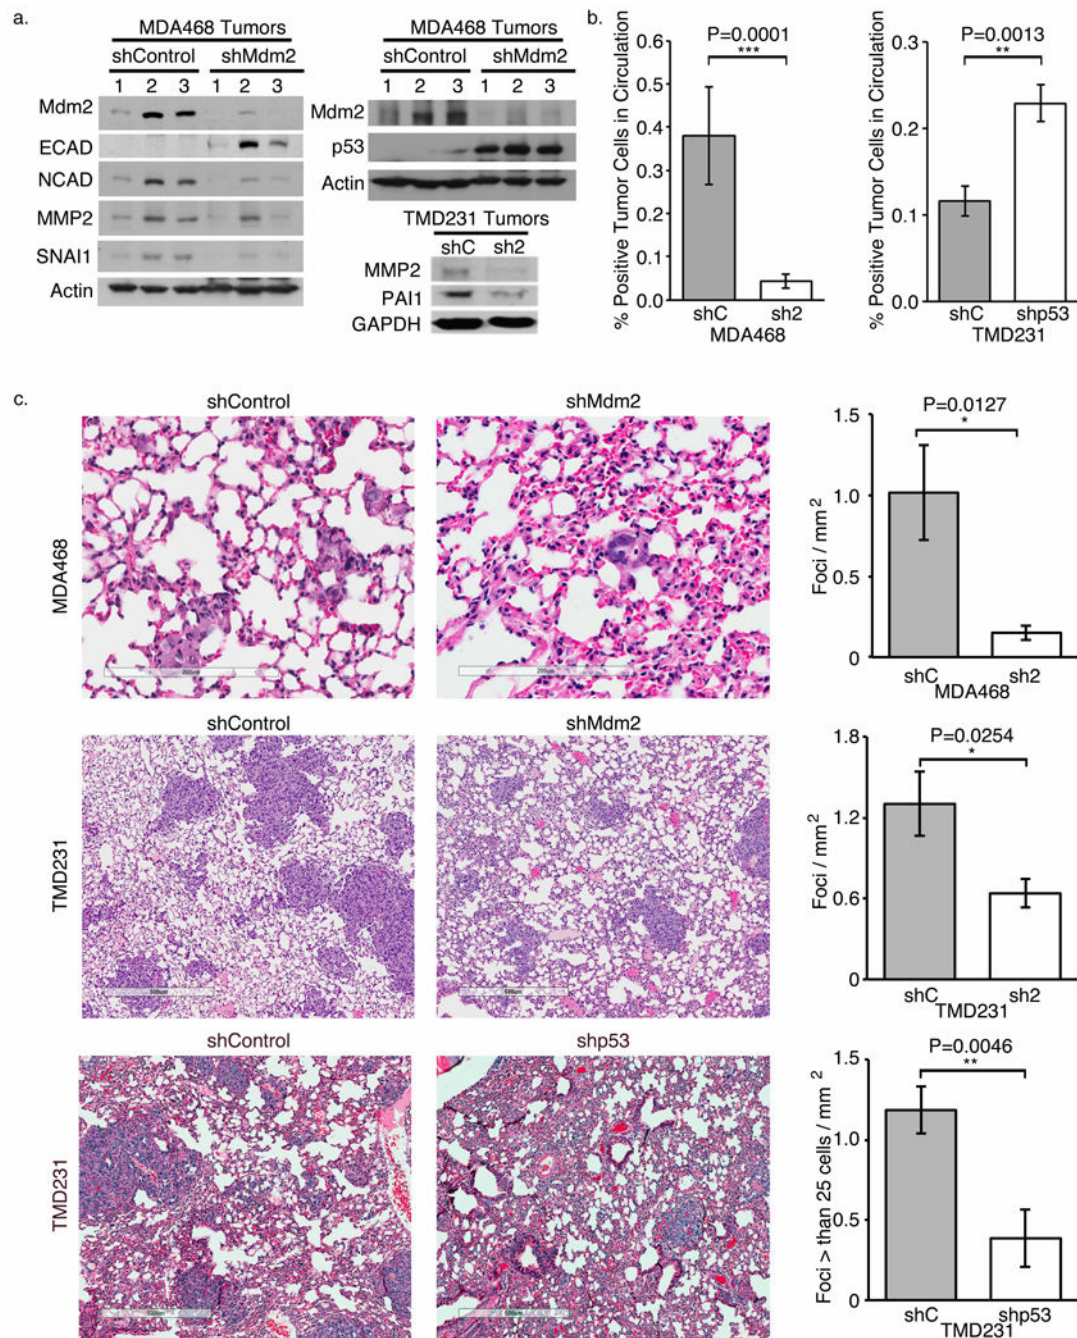 a.
MDA468 Tumors
shControl shMdm2
1 2 3 1 2 3
Mdm2
ECAD
NCAD
MMP2
SNAI1
Actin
MDA468 Tumors
shControl shMdm2
1 2 3 1 2 3
Mdm2
p53
Actin
TMD231 Tumors
shC sh2
MMP2
PAI1
GAPDH
b.
% Positive Tumor Cells in Circulation
P=0.0001
***
0.6
0.5
0.4
0.3
0.2
0.1
0.0
shC sh2
MDA468
% Positive Tumor Cells in Circulation
P=0.0013
**
0.3
0.2
0.1
0.0
shC shp53
TMD231
c.
shControl shMdm2
MDA468
200µm
200µm
Foci / mm²
P=0.0127
*
1.5
1.0
0.5
0
shC sh2
MDA468
shControl shMdm2
TMD231
500µm
500µm
Foci / mm²
P=0.0254
*
1.8
1.2
0.6
0
shC sh2
TMD231
shControl shp53
TMD231
500µm
500µm
Foci > than 25 cells / mm²
P=0.0046
**
1.5
1.0
0.5
0
shC shp53
TMD231